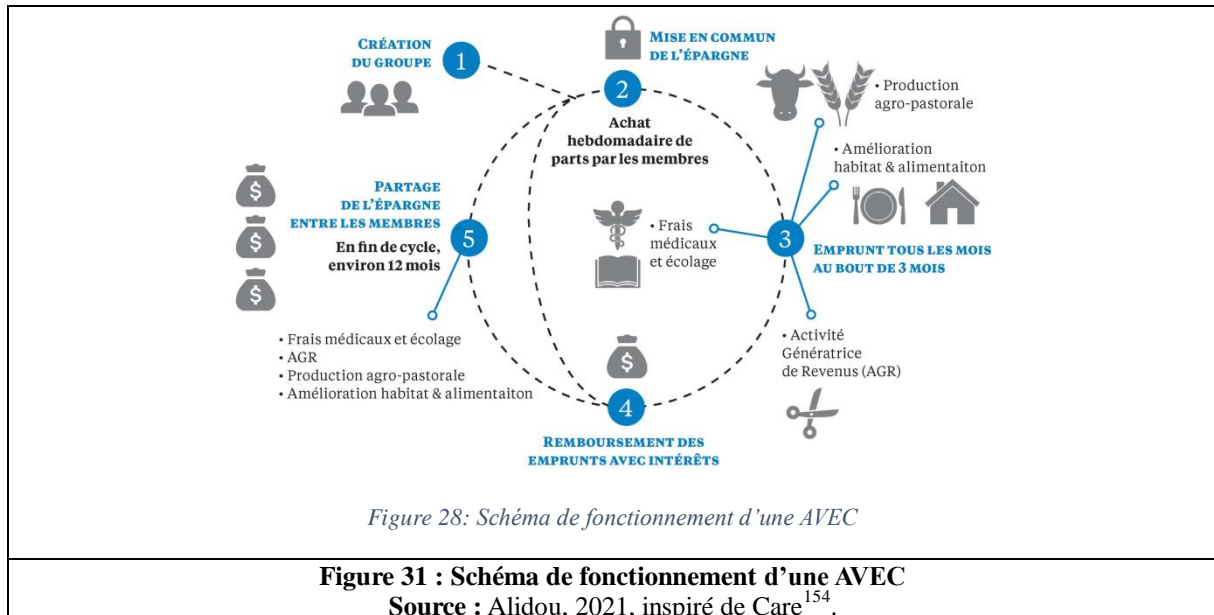 CRÉATION
DU GROUPE
1
MISE EN COMMUN
DE L'ÉPARGNE
2
Achat
hebdomadaire de
parts par les membres
• Production
agro-pastorale
• Amélioration
habitat & alimentaiton
• Frais
médicaux
et écolage
3
EMPRUNT TOUS LES MOIS
AU BOUT DE 3 MOIS
• Activité
Génératrice
de Revenus (AGR)
4
REMBOURSEMENT DES
EMPRUNTS AVEC INTÉRÊTS
PARTAGE
DE L'ÉPARGNE
ENTRE LES MEMBRES
5
En fin de cycle,
environ 12 mois
• Frais médicaux et écolage
• AGR
• Production agro-pastorale
• Amélioration habitat & alimentaiton
$
$
$
$
Figure 28: Schéma de fonctionnement d'une AVEC
Figure 31 : Schéma de fonctionnement d'une AVEC
Source : Alidou, 2021, inspiré de Care154.